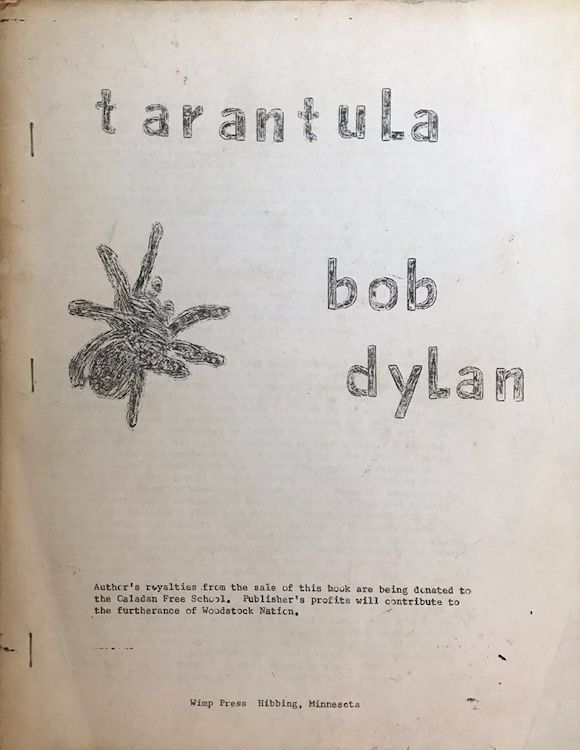 tarantula
bob
dylan
Author's royalties from the sale of this book are being donated to
the Caladan Free School. Publisher's profits will contribute to
the furtherance of Woodstock Nation.
Wimp Press Hibbing, Minnesota